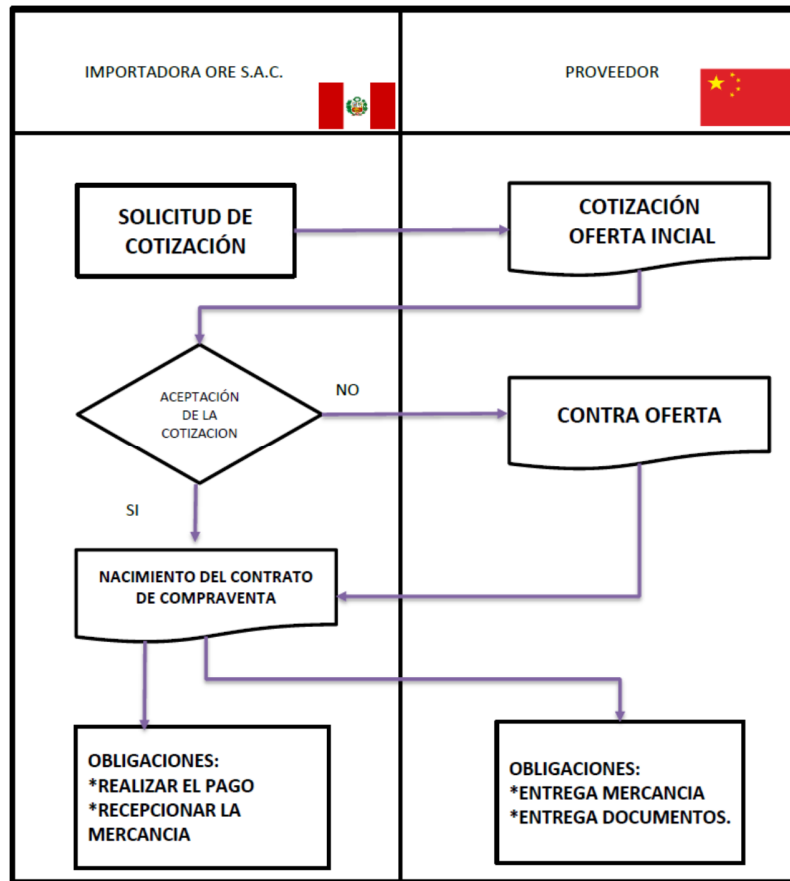 IMPORTADORA ORE S.A.C.
PROVEEDOR
SOLICITUD DE
COTIZACIÓN
COTIZACIÓN
OFERTA INCIAL
ACEPTACIÓN
DE LA
COTIZACION
NO
CONTRA OFERTA
SI
NACIMIENTO DEL CONTRATO
DE COMPRAVENTA
OBLIGACIONES:
*REALIZAR EL PAGO
*RECEPCIONAR LA
MERCANCIA
OBLIGACIONES:
*ENTREGA MERCANCIA
*ENTREGA DOCUMENTOS.